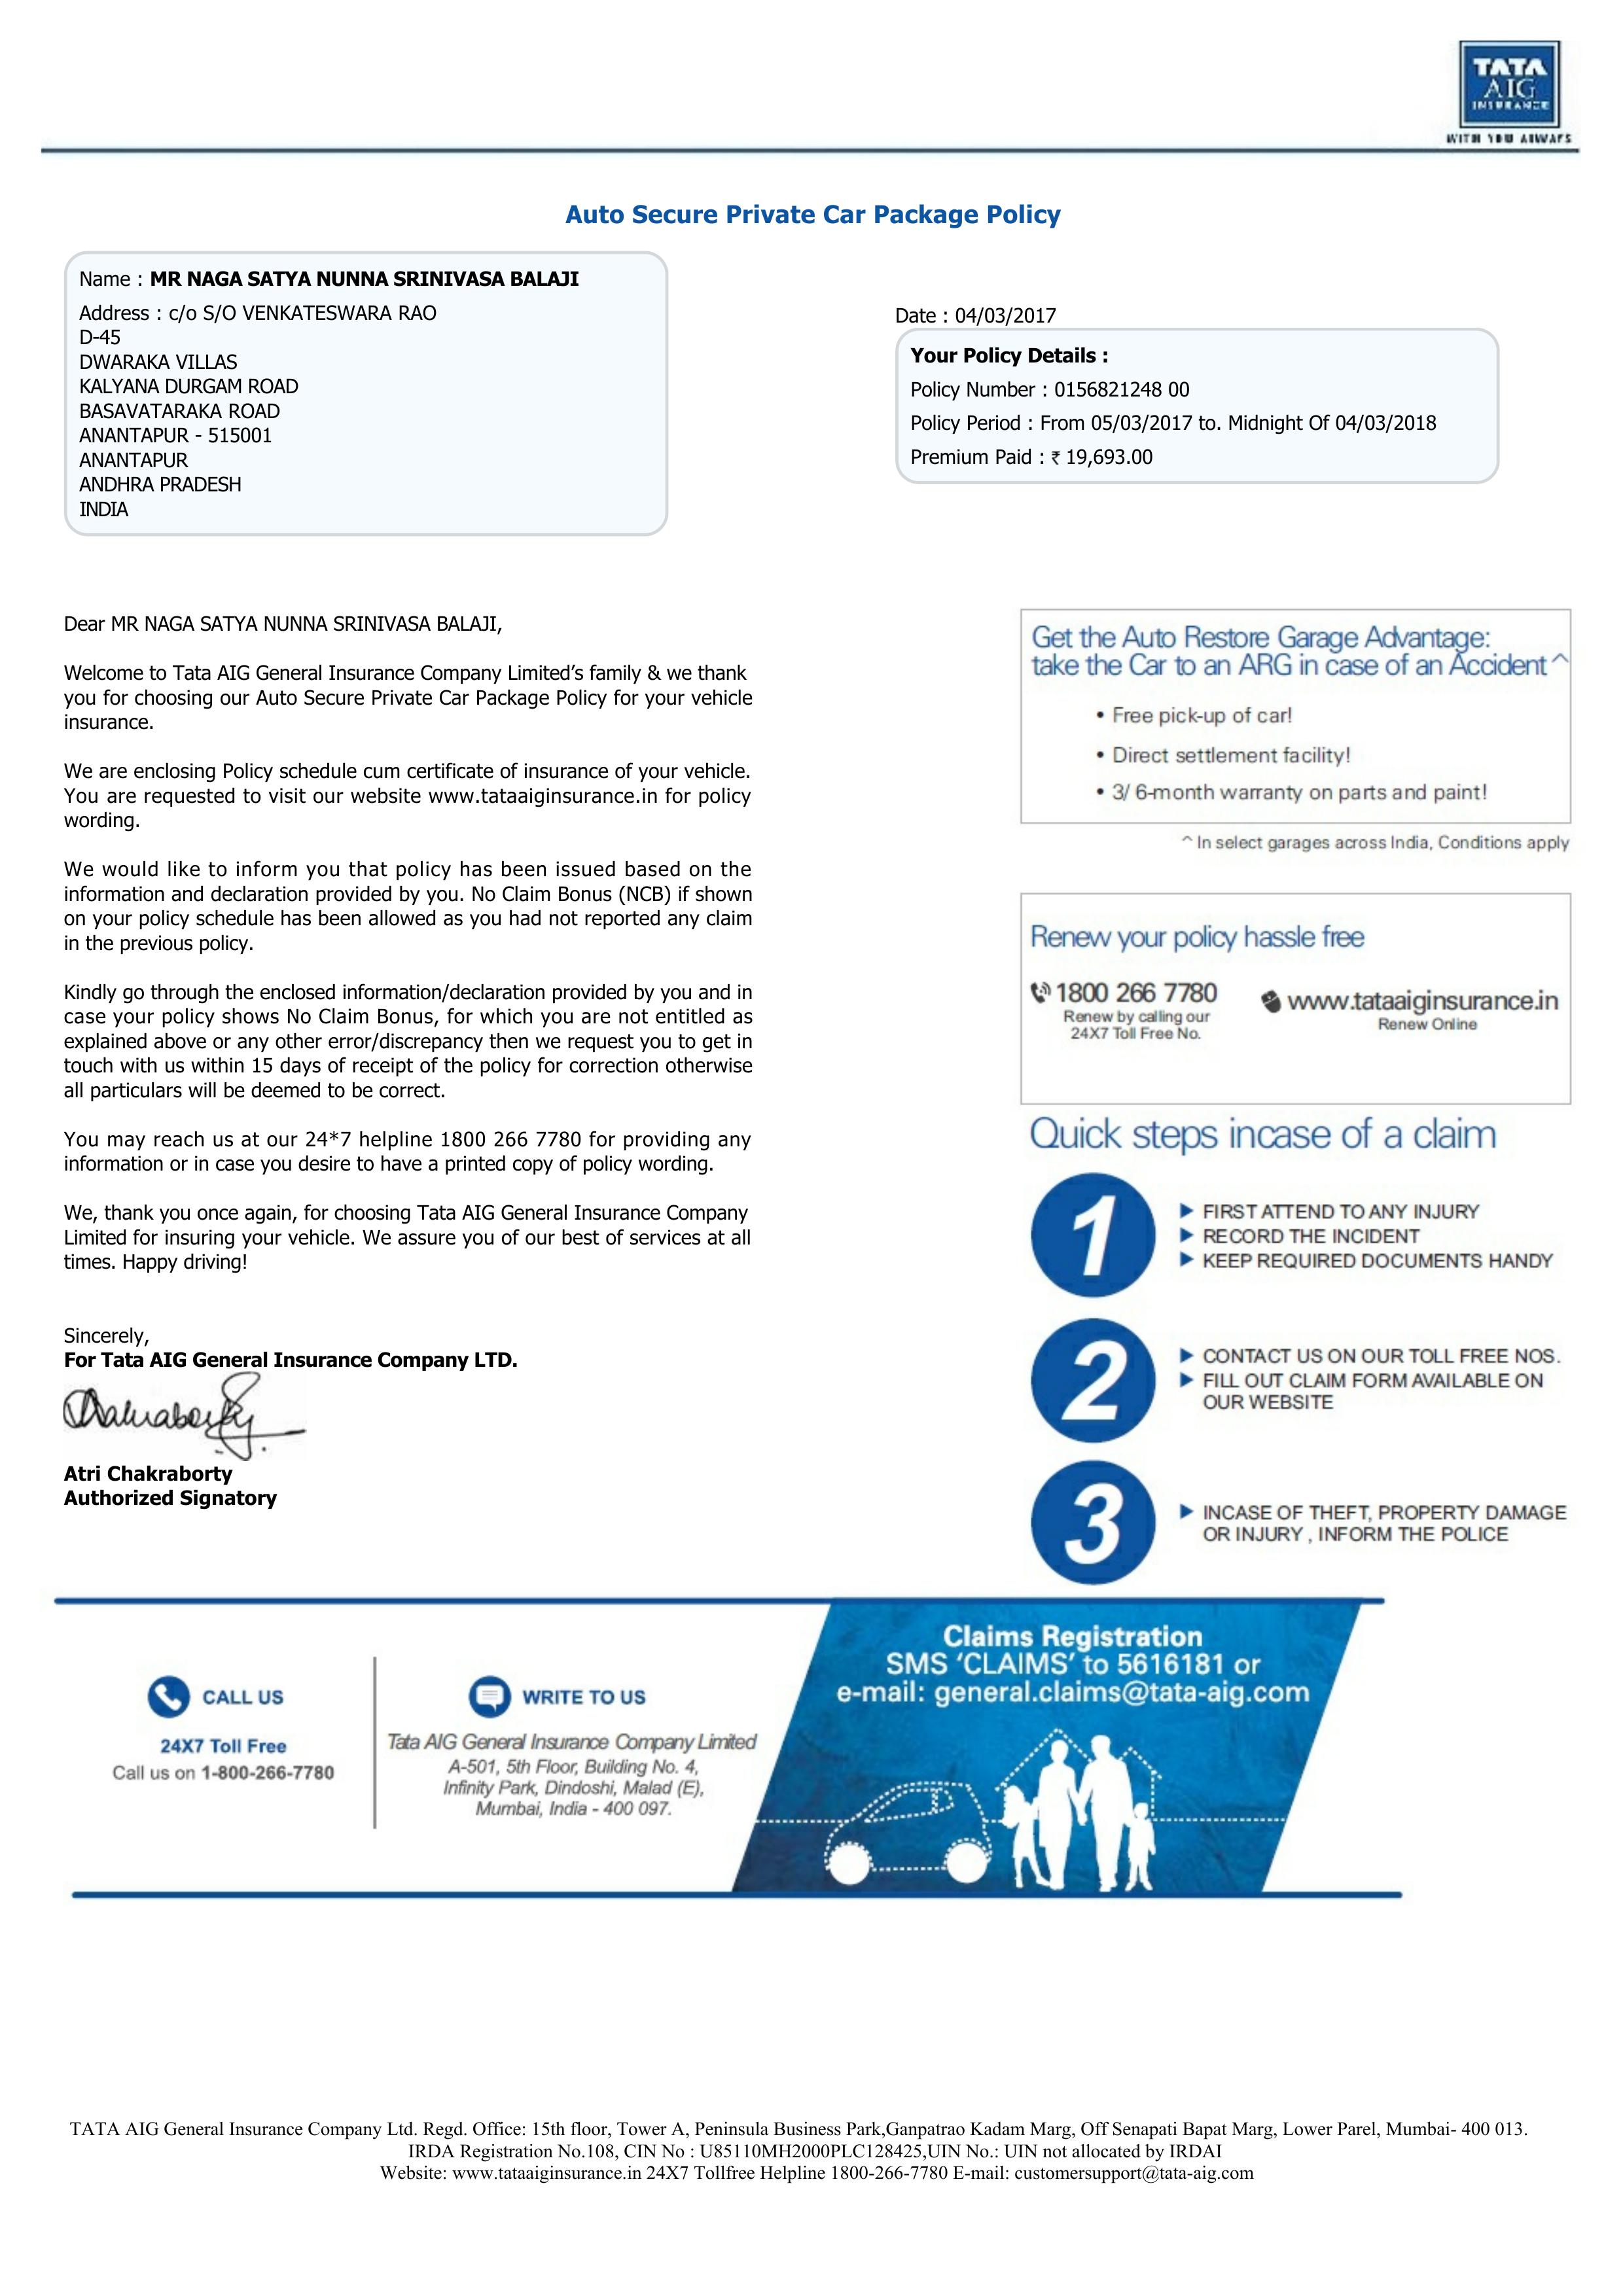 TATA
AIG
INSURANCE
WITH YOU ALWAYS
Auto Secure Private Car Package Policy
Name : MR NAGA SATYA NUNNA SRINIVASA BALAJI
Address : c/o S/O VENKATESWARA RAO
D-45
DWARAKA VILLAS
KALYANA DURGAM ROAD
BASAVATARAKA ROAD
ANANTAPUR - 515001
ANANTAPUR
ANDHRA PRADESH
INDIA
Date : 04/03/2017
Your Policy Details :
Policy Number : 0156821248 00
Policy Period : From 05/03/2017 to. Midnight Of 04/03/2018
Premium Paid : ₹ 19,693.00
Dear MR NAGA SATYA NUNNA SRINIVASA BALAJI,
Welcome to Tata AIG General Insurance Company Limited’s family & we thank
you for choosing our Auto Secure Private Car Package Policy for your vehicle
insurance.
We are enclosing Policy schedule cum certificate of insurance of your vehicle.
You are requested to visit our website www.tataaiginsurance.in for policy
wording.
We would like to inform you that policy has been issued based on the
information and declaration provided by you. No Claim Bonus (NCB) if shown
on your policy schedule has been allowed as you had not reported any claim
in the previous policy.
Kindly go through the enclosed information/declaration provided by you and in
case your policy shows No Claim Bonus, for which you are not entitled as
explained above or any other error/discrepancy then we request you to get in
touch with us within 15 days of receipt of the policy for correction otherwise
all particulars will be deemed to be correct.
You may reach us at our 24*7 helpline 1800 266 7780 for providing any
information or in case you desire to have a printed copy of policy wording.
We, thank you once again, for choosing Tata AIG General Insurance Company
Limited for insuring your vehicle. We assure you of our best of services at all
times. Happy driving!
Sincerely,
For Tata AIG General Insurance Company LTD.
Chakraborty
Atri Chakraborty
Authorized Signatory
Get the Auto Restore Garage Advantage:
take the Car to an ARG in case of an Accident^
• Free pick-up of car!
• Direct settlement facility!
• 3/ 6-month warranty on parts and paint!
^ In select garages across India, Conditions apply
Renew your policy hassle free
1800 266 7780
Renew by calling our
24X7 Toll Free No.
www.tataaiginsurance.in
Renew Online
Quick steps incase of a claim
1
FIRST ATTEND TO ANY INJURY
RECORD THE INCIDENT
KEEP REQUIRED DOCUMENTS HANDY
2
CONTACT US ON OUR TOLL FREE NOS.
FILL OUT CLAIM FORM AVAILABLE ON
OUR WEBSITE
3
INCASE OF THEFT, PROPERTY DAMAGE
OR INJURY , INFORM THE POLICE
CALL US
24X7 Toll Free
Call us on 1-800-266-7780
WRITE TO US
Tata AIG General Insurance Company Limited
A-501, 5th Floor, Building No. 4,
Infinity Park, Dindoshi, Malad (E),
Mumbai, India - 400 097.
Claims Registration
SMS ‘CLAIMS’ to 5616181 or
e-mail: general.claims@tata-aig.com
TATA AIG General Insurance Company Ltd. Regd. Office: 15th floor, Tower A, Peninsula Business Park,Ganpatrao Kadam Marg, Off Senapati Bapat Marg, Lower Parel, Mumbai- 400 013.
IRDA Registration No.108, CIN No : U85110MH2000PLC128425,UIN No.: UIN not allocated by IRDAI
Website: www.tataaiginsurance.in 24X7 Tollfree Helpline 1800-266-7780 E-mail: customersupport@tata-aig.com